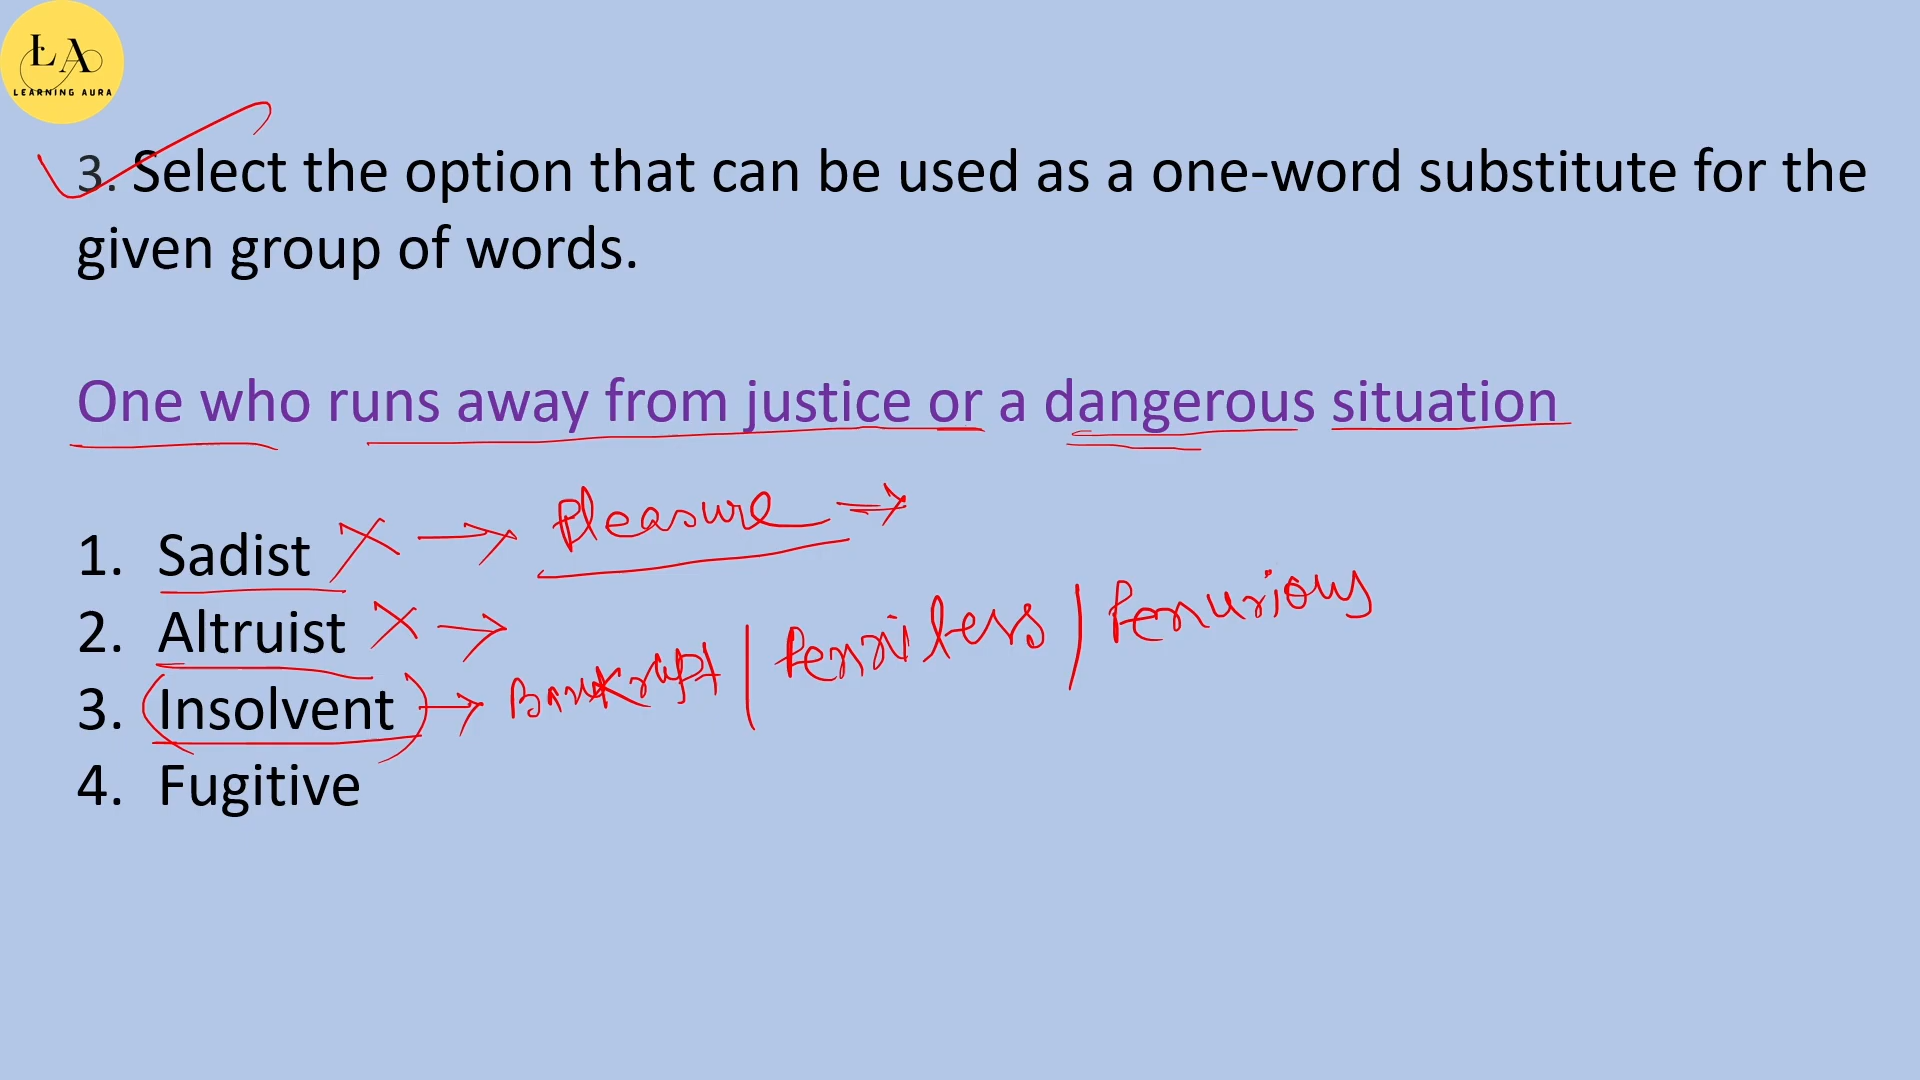 LA
LEARNING AURA
3. Select the option that can be used as a one-word substitute for the
given group of words.
One who runs away from justice or a dangerous situation
1. Sadist → Pleasure ⇒
2. Altruist →
3. Insolvent → Bankrupt / Penniless / Penurious
4. Fugitive